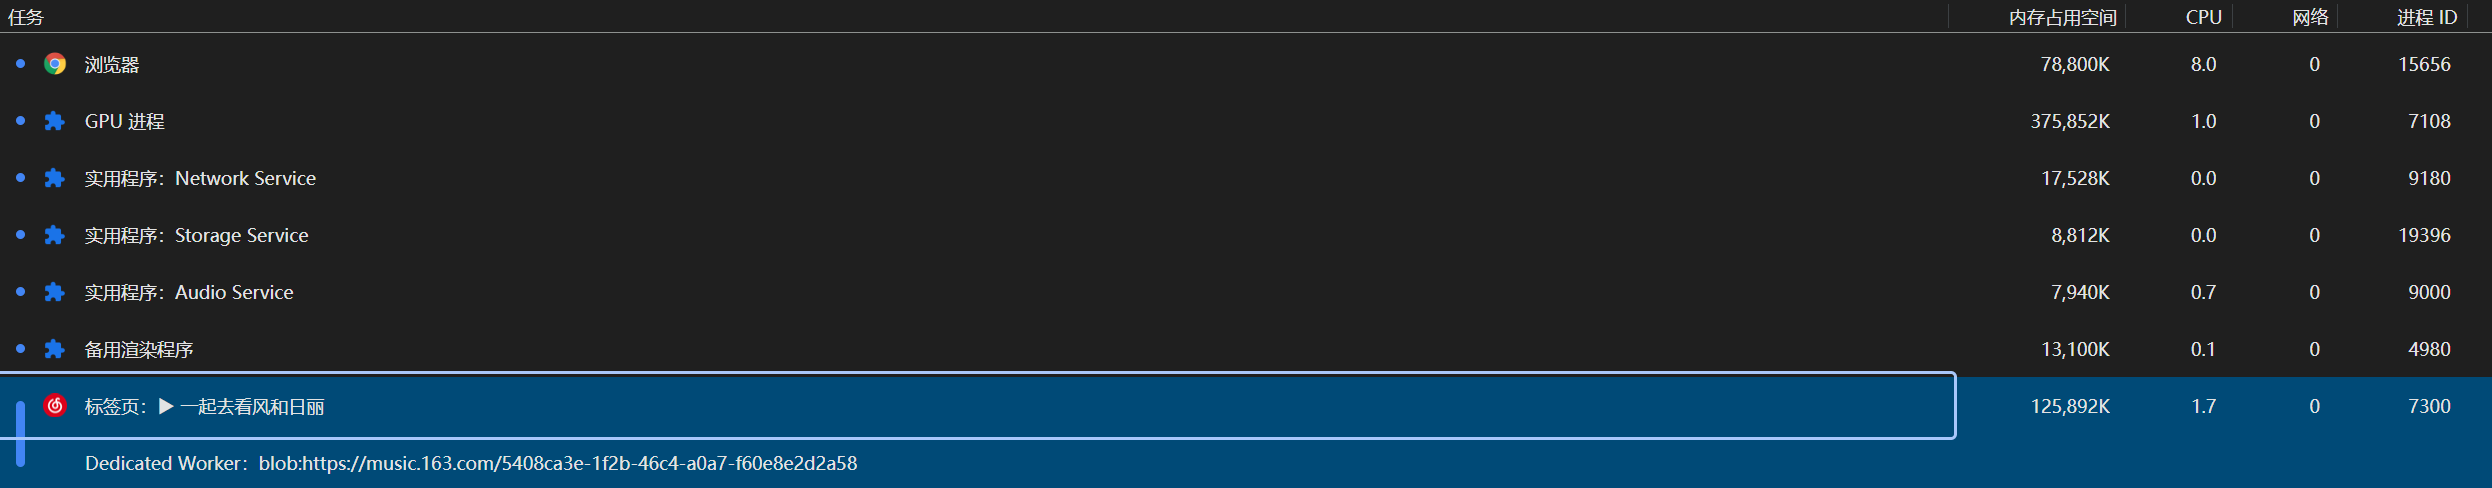 任务 内存占用空间 CPU 网络 进程 ID
浏览器 78,800K 8.0 0 15656
GPU 进程 375,852K 1.0 0 7108
实用程序：Network Service 17,528K 0.0 0 9180
实用程序：Storage Service 8,812K 0.0 0 19396
实用程序：Audio Service 7,940K 0.7 0 9000
备用渲染程序 13,100K 0.1 0 4980
标签页：▶ 一起去看风和日丽 125,892K 1.7 0 7300
Dedicated Worker：blob:https://music.163.com/5408ca3e-1f2b-46c4-a0a7-f60e8e2d2a58